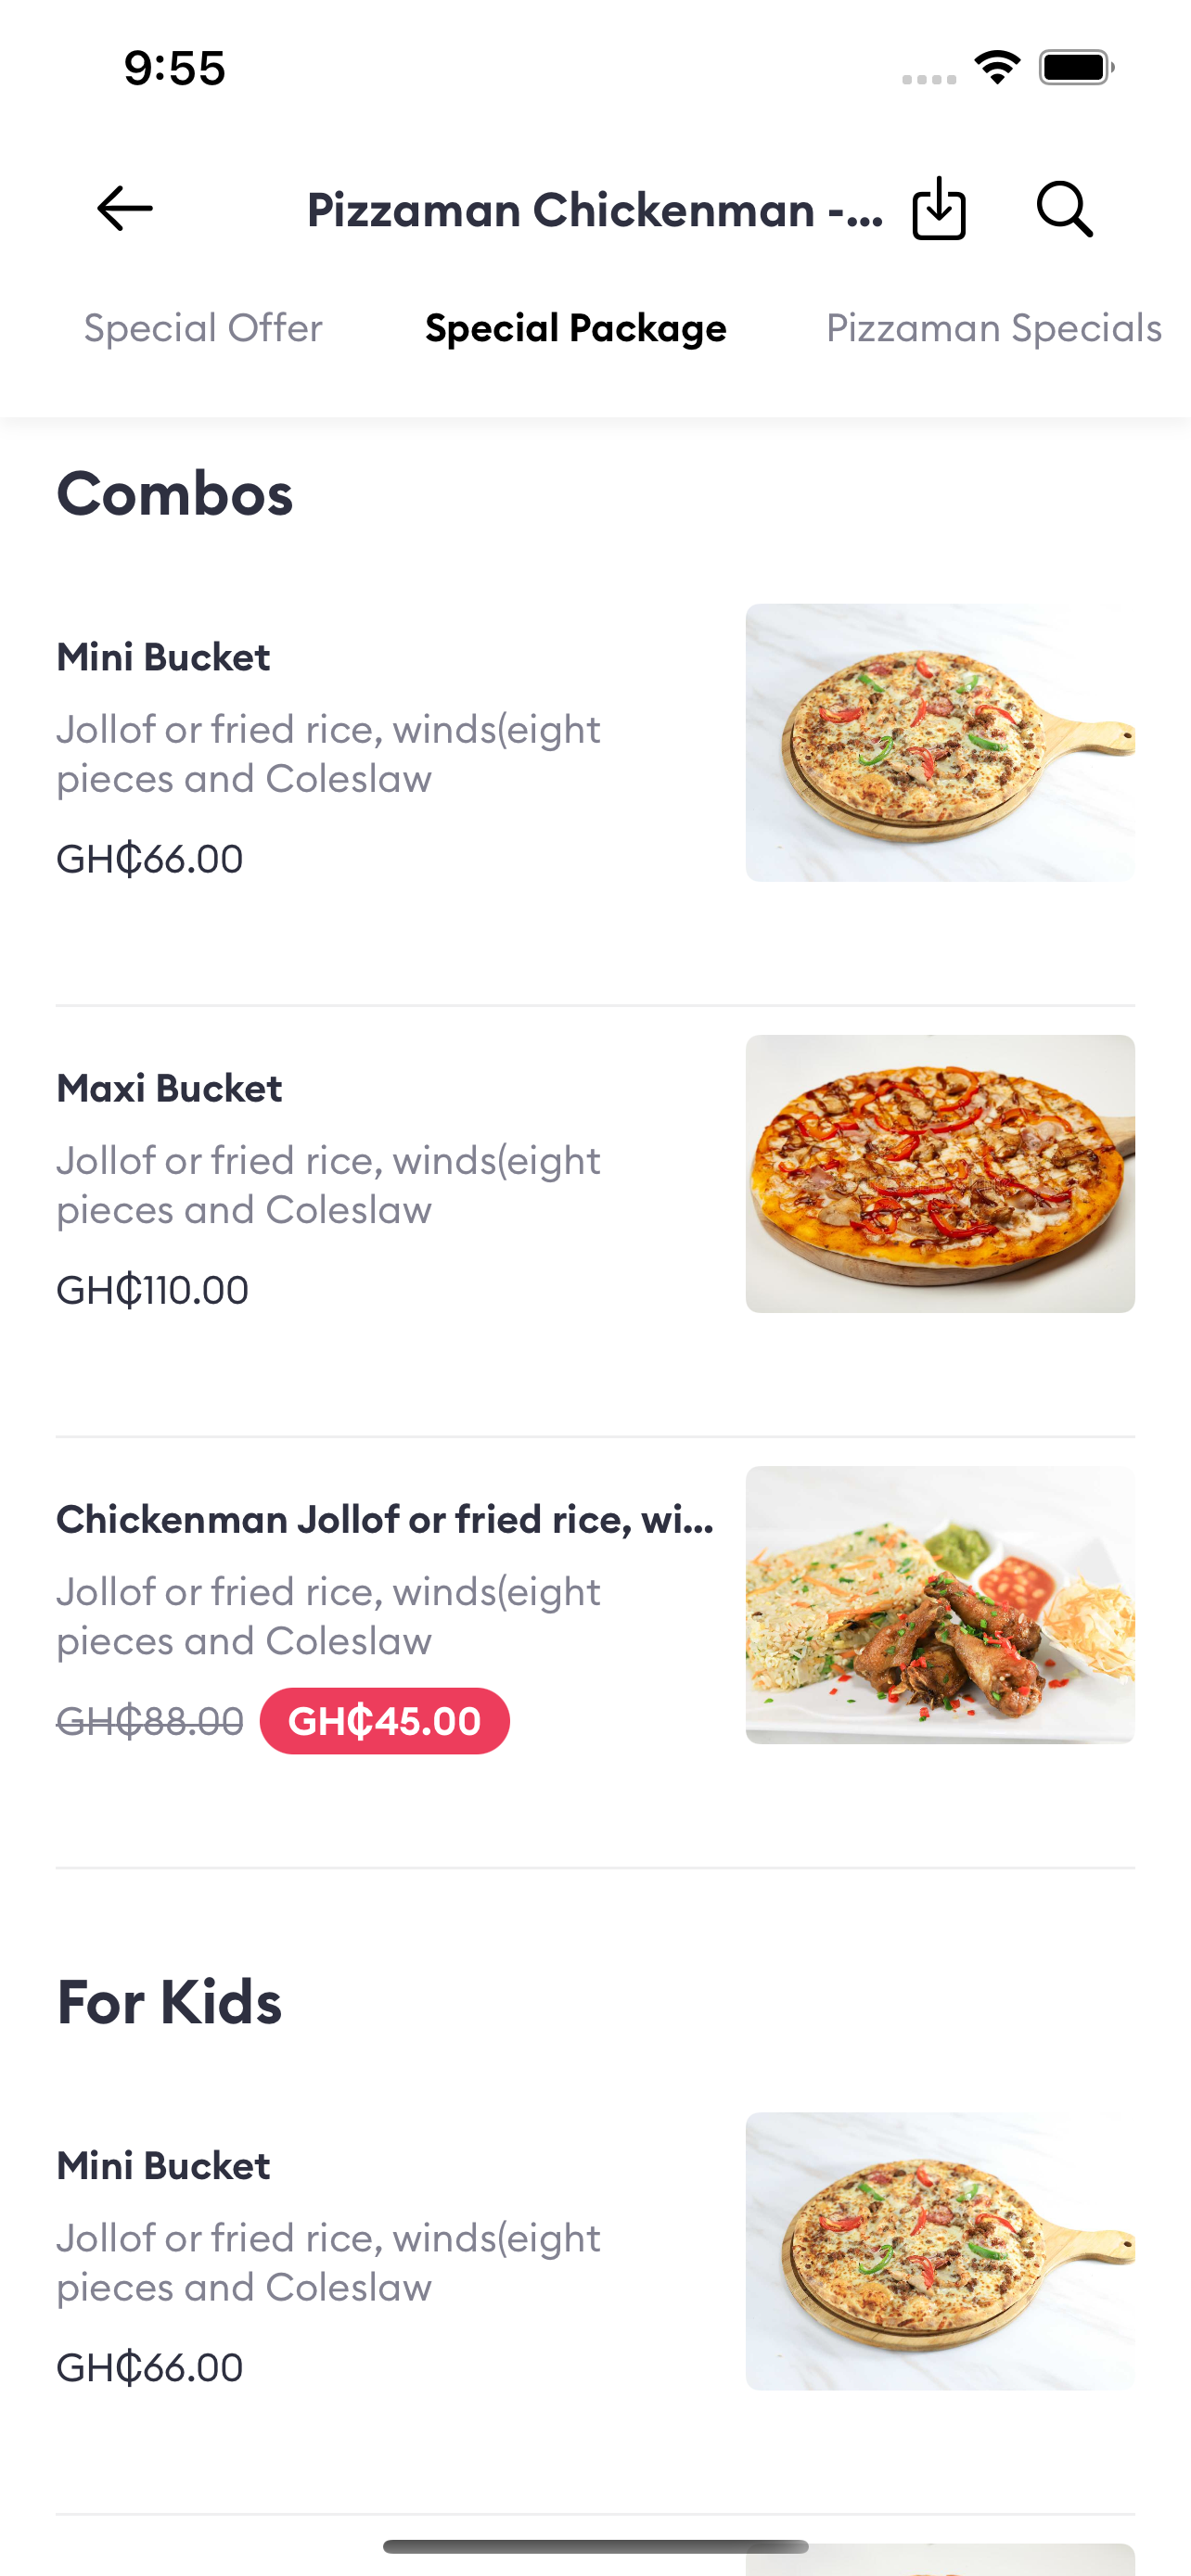 9:55
Pizzaman Chickenman -...
Special Offer
Special Package
Pizzaman Specials
Combos
Mini Bucket
Jollof or fried rice, winds(eight
pieces and Coleslaw
GH₵66.00
Maxi Bucket
Jollof or fried rice, winds(eight
pieces and Coleslaw
GH₵110.00
Chickenman Jollof or fried rice, wi...
Jollof or fried rice, winds(eight
pieces and Coleslaw
GH₵88.00 GH₵45.00
For Kids
Mini Bucket
Jollof or fried rice, winds(eight
pieces and Coleslaw
GH₵66.00